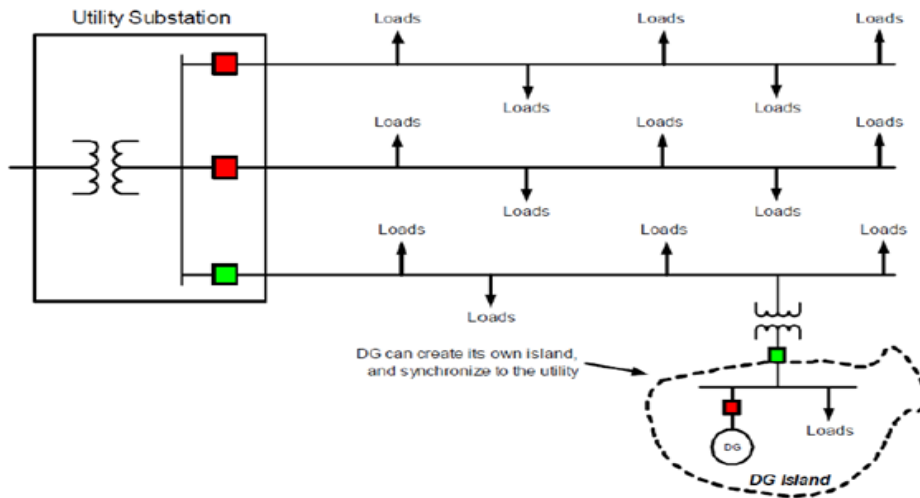 Utility Substation
Loads Loads Loads
Loads Loads
Loads Loads Loads
Loads Loads
Loads Loads Loads
Loads
DG can create its own island,
and synchronize to the utility
DG Loads
DG Island